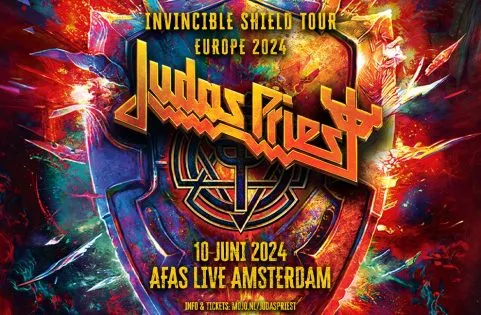 INVINCIBLE SHIELD TOUR
EUROPE 2024
Judas Priest
10 JUNI 2024
AFAS LIVE AMSTERDAM
INFO & TICKETS: MOJO.NL/JUDASPRIEST